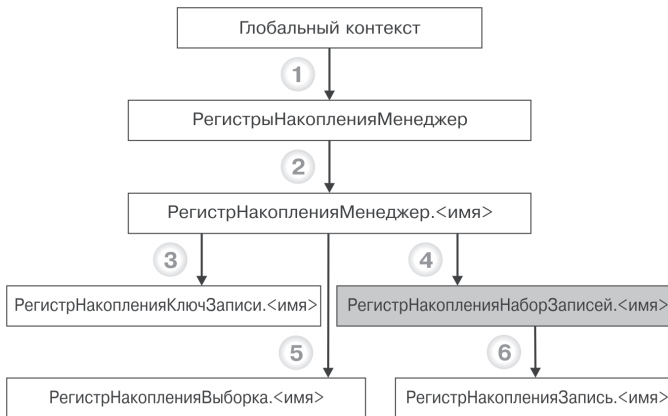 Глобальный контекст
1
РегистрыНакопленияМенеджер
2
РегистрНакопленияМенеджер.<имя>
3
4
РегистрНакопленияКлючЗаписи.<имя>
РегистрНакопленияНаборЗаписей.<имя>
5
6
РегистрНакопленияВыборка.<имя>
РегистрНакопленияЗапись.<имя>